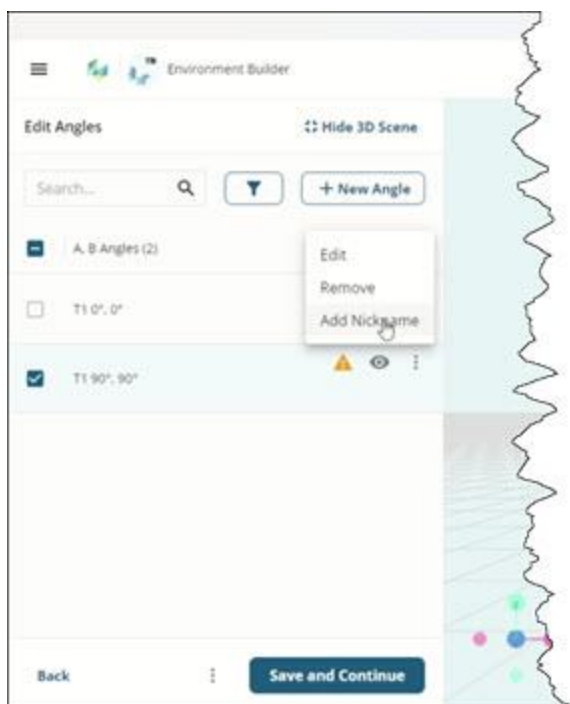 Environment Builder
Edit Angles
Hide 3D Scene
Search...
+ New Angle
A, B Angles (2)
Edit
Remove
T1 0°, 0°
Add Nickname
T1 90°, 90°
Back
Save and Continue